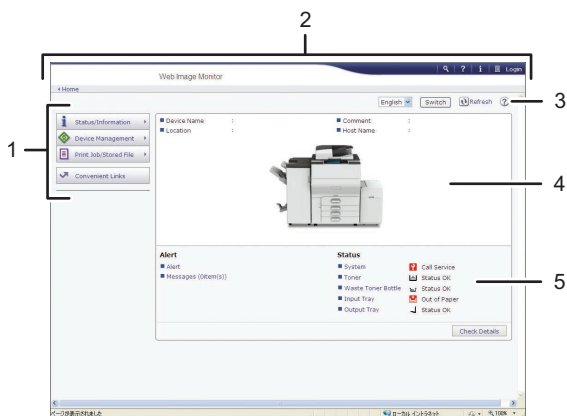 2
? i Login
Web Image Monitor
Home
English Switch Refresh ? 3
1
Status/Information
Device Management
Print Job/Stored File
Convenient Links
Device Name : Comment :
Location : Host Name :
4
Alert Status
Alert System Call Service
Messages (0item(s)) Toner Status OK
Waste Toner Bottle Status OK 5
Input Tray Out of Paper
Output Tray Status OK
Check Details
ページが表示されました ローカル イントラネット 100%